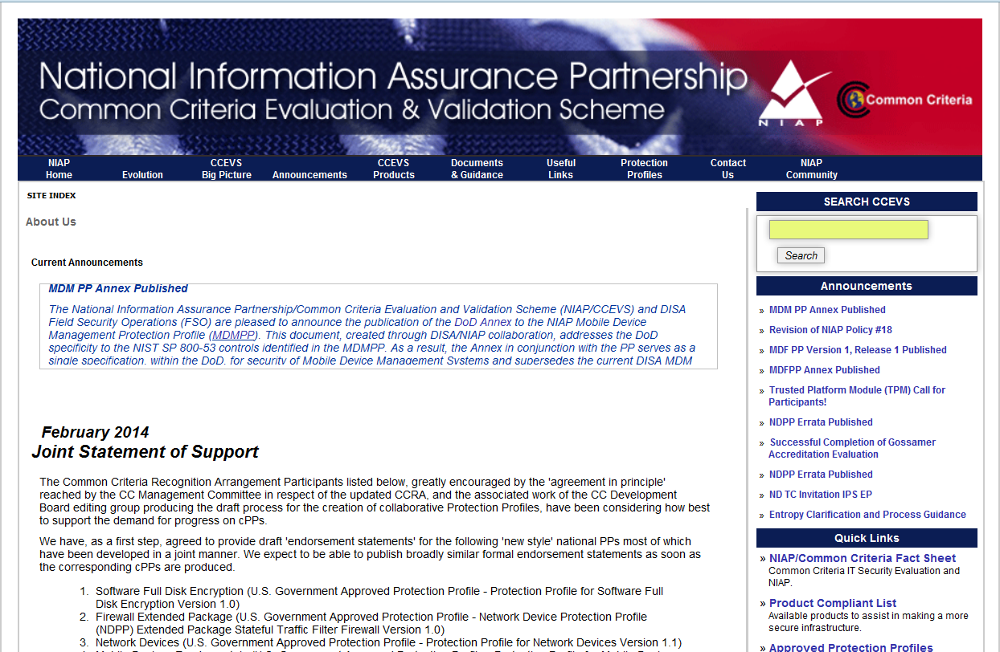 National Information Assurance Partnership
Common Criteria Evaluation & Validation Scheme
NIAP
Common Criteria
NIAP Home
Evolution
CCEVS Big Picture
Announcements
CCEVS Products
Documents & Guidance
Useful Links
Protection Profiles
Contact Us
NIAP Community
SITE INDEX
About Us
Current Announcements
MDM PP Annex Published
The National Information Assurance Partnership/Common Criteria Evaluation and Validation Scheme (NIAP/CCEVS) and DISA
Field Security Operations (FSO) are pleased to announce the publication of the DoD Annex to the NIAP Mobile Device
Management Protection Profile (MDMPP). This document, created through DISA/NIAP collaboration, addresses the DoD
specificity to the NIST SP 800-53 controls identified in the MDMPP. As a result, the Annex in conjunction with the PP serves as a
single specification, within the DoD, for security of Mobile Device Management Systems and supersedes the current DISA MDM
February 2014
Joint Statement of Support
The Common Criteria Recognition Arrangement Participants listed below, greatly encouraged by the 'agreement in principle'
reached by the CC Management Committee in respect of the updated CCRA, and the associated work of the CC Development
Board editing group producing the draft process for the creation of collaborative Protection Profiles, have been considering how best
to support the demand for progress on cPPs.
We have, as a first step, agreed to provide draft 'endorsement statements' for the following 'new style' national PPs most of which
have been developed in a joint manner. We expect to be able to publish broadly similar formal endorsement statements as soon as
the corresponding cPPs are produced.
1. Software Full Disk Encryption (U.S. Government Approved Protection Profile - Protection Profile for Software Full
Disk Encryption Version 1.0)
2. Firewall Extended Package (U.S. Government Approved Protection Profile - Network Device Protection Profile
(NDPP) Extended Package Stateful Traffic Filter Firewall Version 1.0)
3. Network Devices (U.S. Government Approved Protection Profile - Protection Profile for Network Devices Version 1.1)
SEARCH CCEVS
Search
Announcements
» MDM PP Annex Published
» Revision of NIAP Policy #18
» MDF PP Version 1, Release 1 Published
» MDFPP Annex Published
» Trusted Platform Module (TPM) Call for
Participants!
» NDPP Errata Published
» Successful Completion of Gossamer
Accreditation Evaluation
» NDPP Errata Published
» ND TC Invitation IPS EP
» Entropy Clarification and Process Guidance
Quick Links
» NIAP/Common Criteria Fact Sheet
Common Criteria IT Security Evaluation and
NIAP.
» Product Compliant List
Available products to assist in making a more
secure infrastructure.
» Approved Protection Profiles